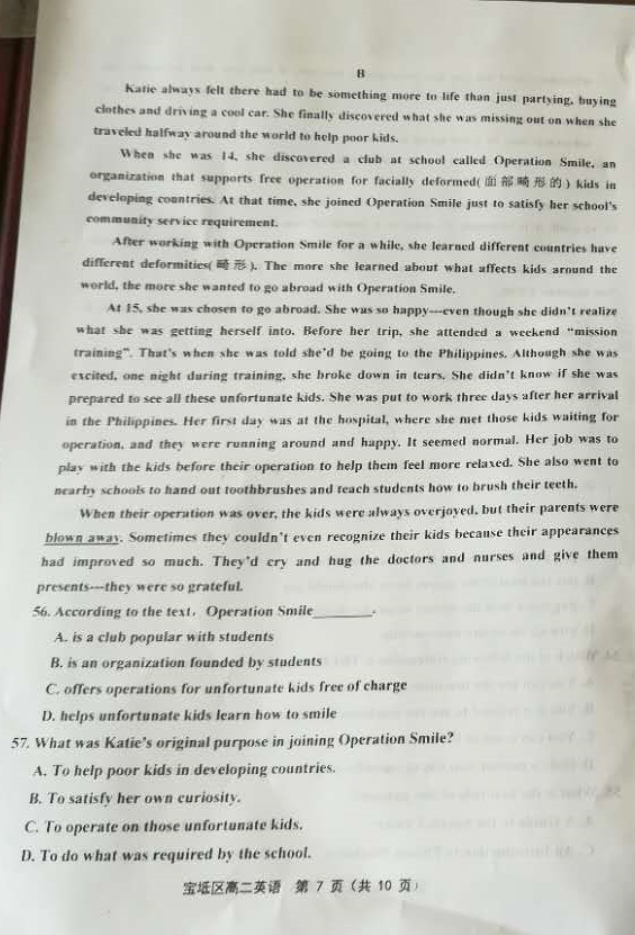 B
Katie always felt there had to be something more to life than just partying, buying
clothes and driving a cool car. She finally discovered what she was missing out on when she
traveled halfway around the world to help poor kids.
When she was 14, she discovered a club at school called Operation Smile, an
organization that supports free operation for facially deformed(面部畸形的) kids in
developing countries. At that time, she joined Operation Smile just to satisfy her school's
community service requirement.
After working with Operation Smile for a while, she learned different countries have
different deformities(畸形). The more she learned about what affects kids around the
world, the more she wanted to go abroad with Operation Smile.
At 15, she was chosen to go abroad. She was so happy---even though she didn't realize
what she was getting herself into. Before her trip, she attended a weekend “mission
training”. That's when she was told she'd be going to the Philippines. Although she was
excited, one night during training, she broke down in tears. She didn't know if she was
prepared to see all these unfortunate kids. She was put to work three days after her arrival
in the Philippines. Her first day was at the hospital, where she met those kids waiting for
operation, and they were running around and happy. It seemed normal. Her job was to
play with the kids before their operation to help them feel more relaxed. She also went to
nearby schools to hand out toothbrushes and teach students how to brush their teeth.
When their operation was over, the kids were always overjoyed, but their parents were
blown away. Sometimes they couldn't even recognize their kids because their appearances
had improved so much. They'd cry and hug the doctors and nurses and give them
presents---they were so grateful.
56. According to the text, Operation Smile________.
A. is a club popular with students
B. is an organization founded by students
C. offers operations for unfortunate kids free of charge
D. helps unfortunate kids learn how to smile
57. What was Katie's original purpose in joining Operation Smile?
A. To help poor kids in developing countries.
B. To satisfy her own curiosity.
C. To operate on those unfortunate kids.
D. To do what was required by the school.
宝坻区高二英语 第 7 页（共 10 页）